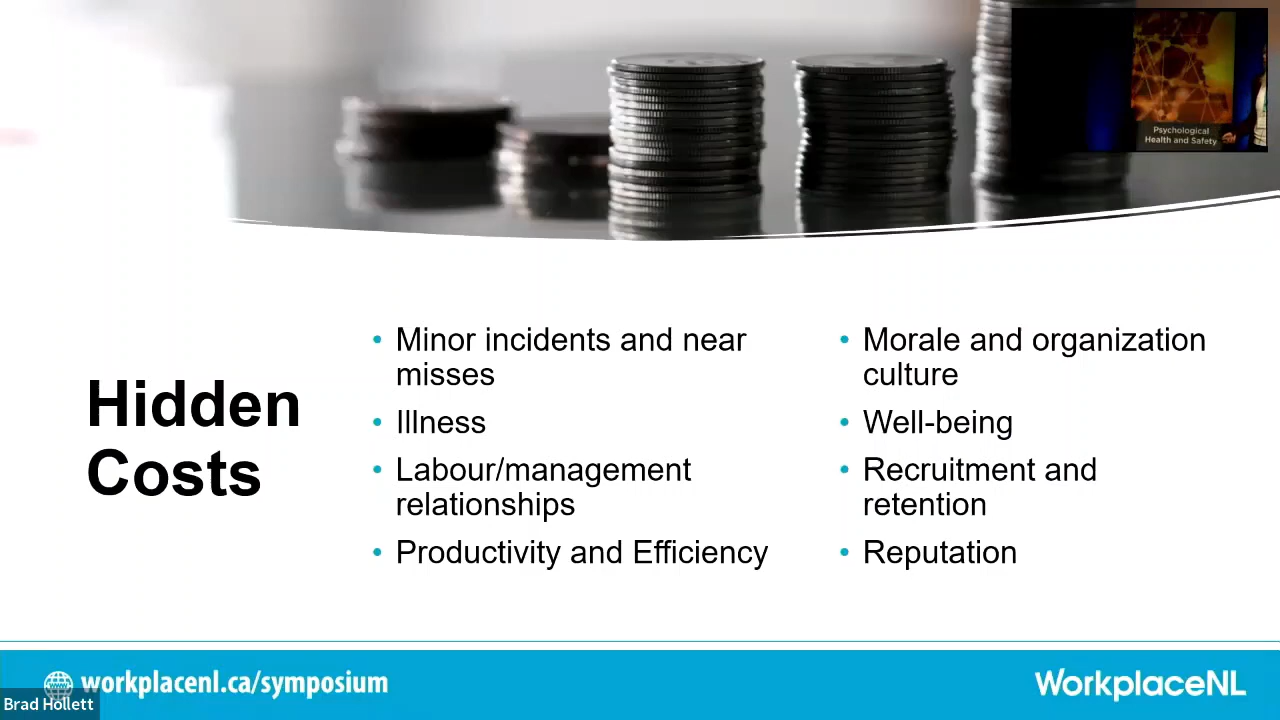 Psychological
Health and Safety
Hidden
Costs
• Minor incidents and near
misses
• Illness
• Labour/management
relationships
• Productivity and Efficiency
• Morale and organization
culture
• Well-being
• Recruitment and
retention
• Reputation
workplacenl.ca/symposium
WorkplaceNL
Brad Hollett